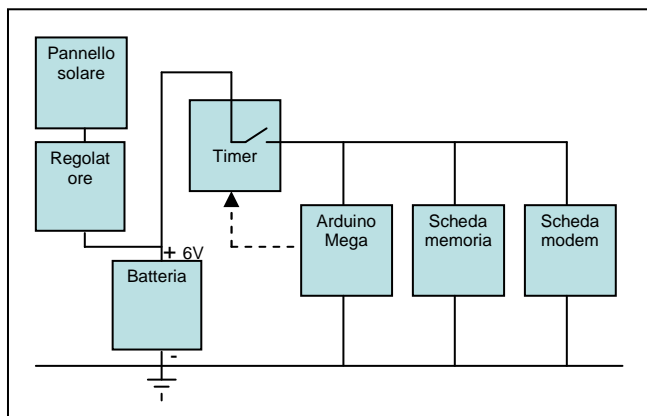 Pannello
solare
Regolat
ore
Timer
+ 6V
Batteria
-
Arduino
Mega
Scheda
memoria
Scheda
modem